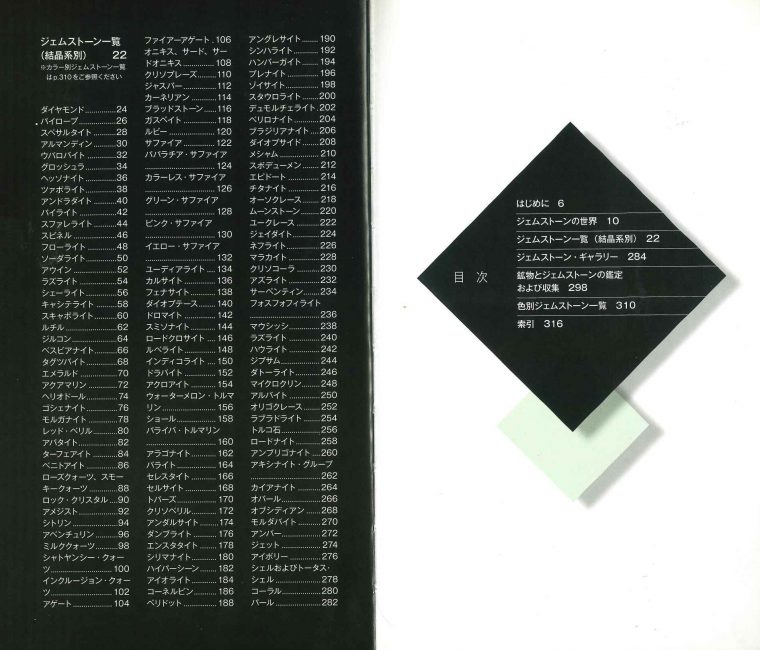 ジェムストーン一覧
(結晶系別) 22
※カラー別ジェムストーン一覧
はp.310をご参照ください
ダイヤモンド............24
パイロープ............26
スペサルタイト............28
アルマンディン............30
ウバロバイト............32
グロッシュラ............34
ヘッソナイト............36
ツァボライト............38
アンドラダイト............40
パイライト............42
スファレライト............44
スピネル............46
フローライト............48
ソーダライト............50
アウイン............52
ラズライト............54
シェーライト............56
キャシテライト............58
スキャポライト............60
ルチル............62
ジルコン............64
ベスビアナイト............66
タグツパイト............68
エメラルド............70
アクアマリン............72
ヘリオドール............74
ゴシェナイト............76
モルガナイト............78
レッド・ベリル............80
アパタイト............82
ターフェアイト............84
ベニトアイト............86
ローズクォーツ、スモー
キークォーツ............88
ロック・クリスタル...90
アメジスト............92
シトリン............94
アベンチュリン............96
ミルククォーツ............98
シャトヤンシー・クォー
ツ............100
インクルージョン・クォー
ツ............102
アゲート............104
ファイアーアゲート.106
オニキス、サード、サー
ドオニキス............108
クリソプレーズ............110
ジャスパー............112
カーネリアン............114
ブラッドストーン......116
ガスペイト............118
ルビー............120
サファイア............122
パパラチア・サファイア
............124
カラーレス・サファイア
............126
グリーン・サファイア
............128
ピンク・サファイア
............130
イエロー・サファイア
............132
ユーディアライト......134
カルサイト............136
フェナサイト............138
ダイオプテース............140
ドロマイト............142
スミソナイト............144
ロードクロサイト...146
ルベライト............148
インディコライト...150
ドラバイト............152
アクロアイト............154
ウォーターメロン・トルマ
リン............156
ショール............158
パライバ・トルマリン
............160
アラゴナイト............162
バライト............164
セレスタイト............166
セルサイト............168
トパーズ............170
クリソベリル............172
アンダルサイト............174
ダンブライト............176
エンスタタイト............178
シリマナイト............180
ハイパーシーン............182
アイオライト............184
コーネルピン............186
ペリドット............188
アングレサイト............190
シンハライト............192
ハンバーガイト............194
プレナイト............196
ゾイサイト............198
スタウロライト............200
デュモルチェライト.202
ペタライト............204
ブラジリアナイト......206
ダイオプサイド............208
メシャム............210
スポデューメン............212
エピドート............214
チタナイト............216
オーソクレース............218
ムーンストーン............220
ユークレース............222
ジェイダイト............224
ネフライト............226
マラカイト............228
クリソコーラ............230
アズライト............232
サーペンティン............234
フォスフォフィライト
............236
マウシッシ............238
ラズライト............240
ハウライト............242
ジプサム............244
ダトーライト............246
マイクロクリン............248
アルバイト............250
オリゴクレース............252
ラブラドライト............254
トルコ石............256
ロードナイト............258
アンブリゴナイト......260
アキシナイト・グループ
............262
カイアナイト............264
オパール............266
オブシディアン............268
モルダバイト............270
アンバー............272
ジェット............274
アイボリー............276
シェルおよびトータス・
シェル............278
コーラル............280
パール............282
目 次
はじめに 6
ジェムストーンの世界 10
ジェムストーン一覧(結晶系別) 22
ジェムストーン・ギャラリー 284
鉱物とジェムストーンの鑑定
および収集 298
色別ジェムストーン一覧 310
索引 316